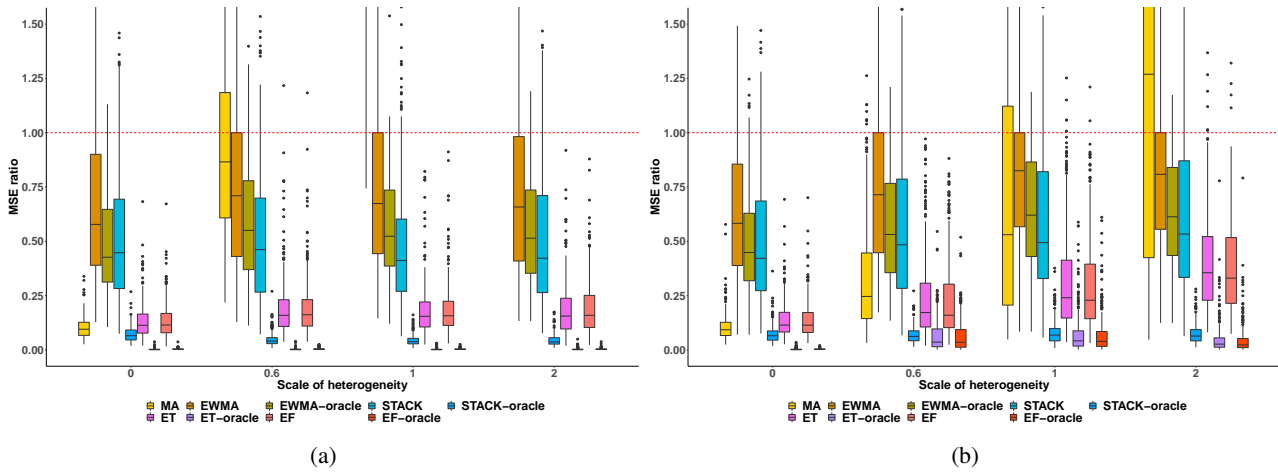 1.50
1.25
1.00
0.75
0.50
0.25
0.00
MSE ratio
0 0.6 1 2
Scale of heterogeneity
MA EWMA EWMA−oracle STACK STACK−oracle
ET ET−oracle EF EF−oracle
(a)
1.50
1.25
1.00
0.75
0.50
0.25
0.00
MSE ratio
0 0.6 1 2
Scale of heterogeneity
MA EWMA EWMA−oracle STACK STACK−oracle
ET ET−oracle EF EF−oracle
(b)